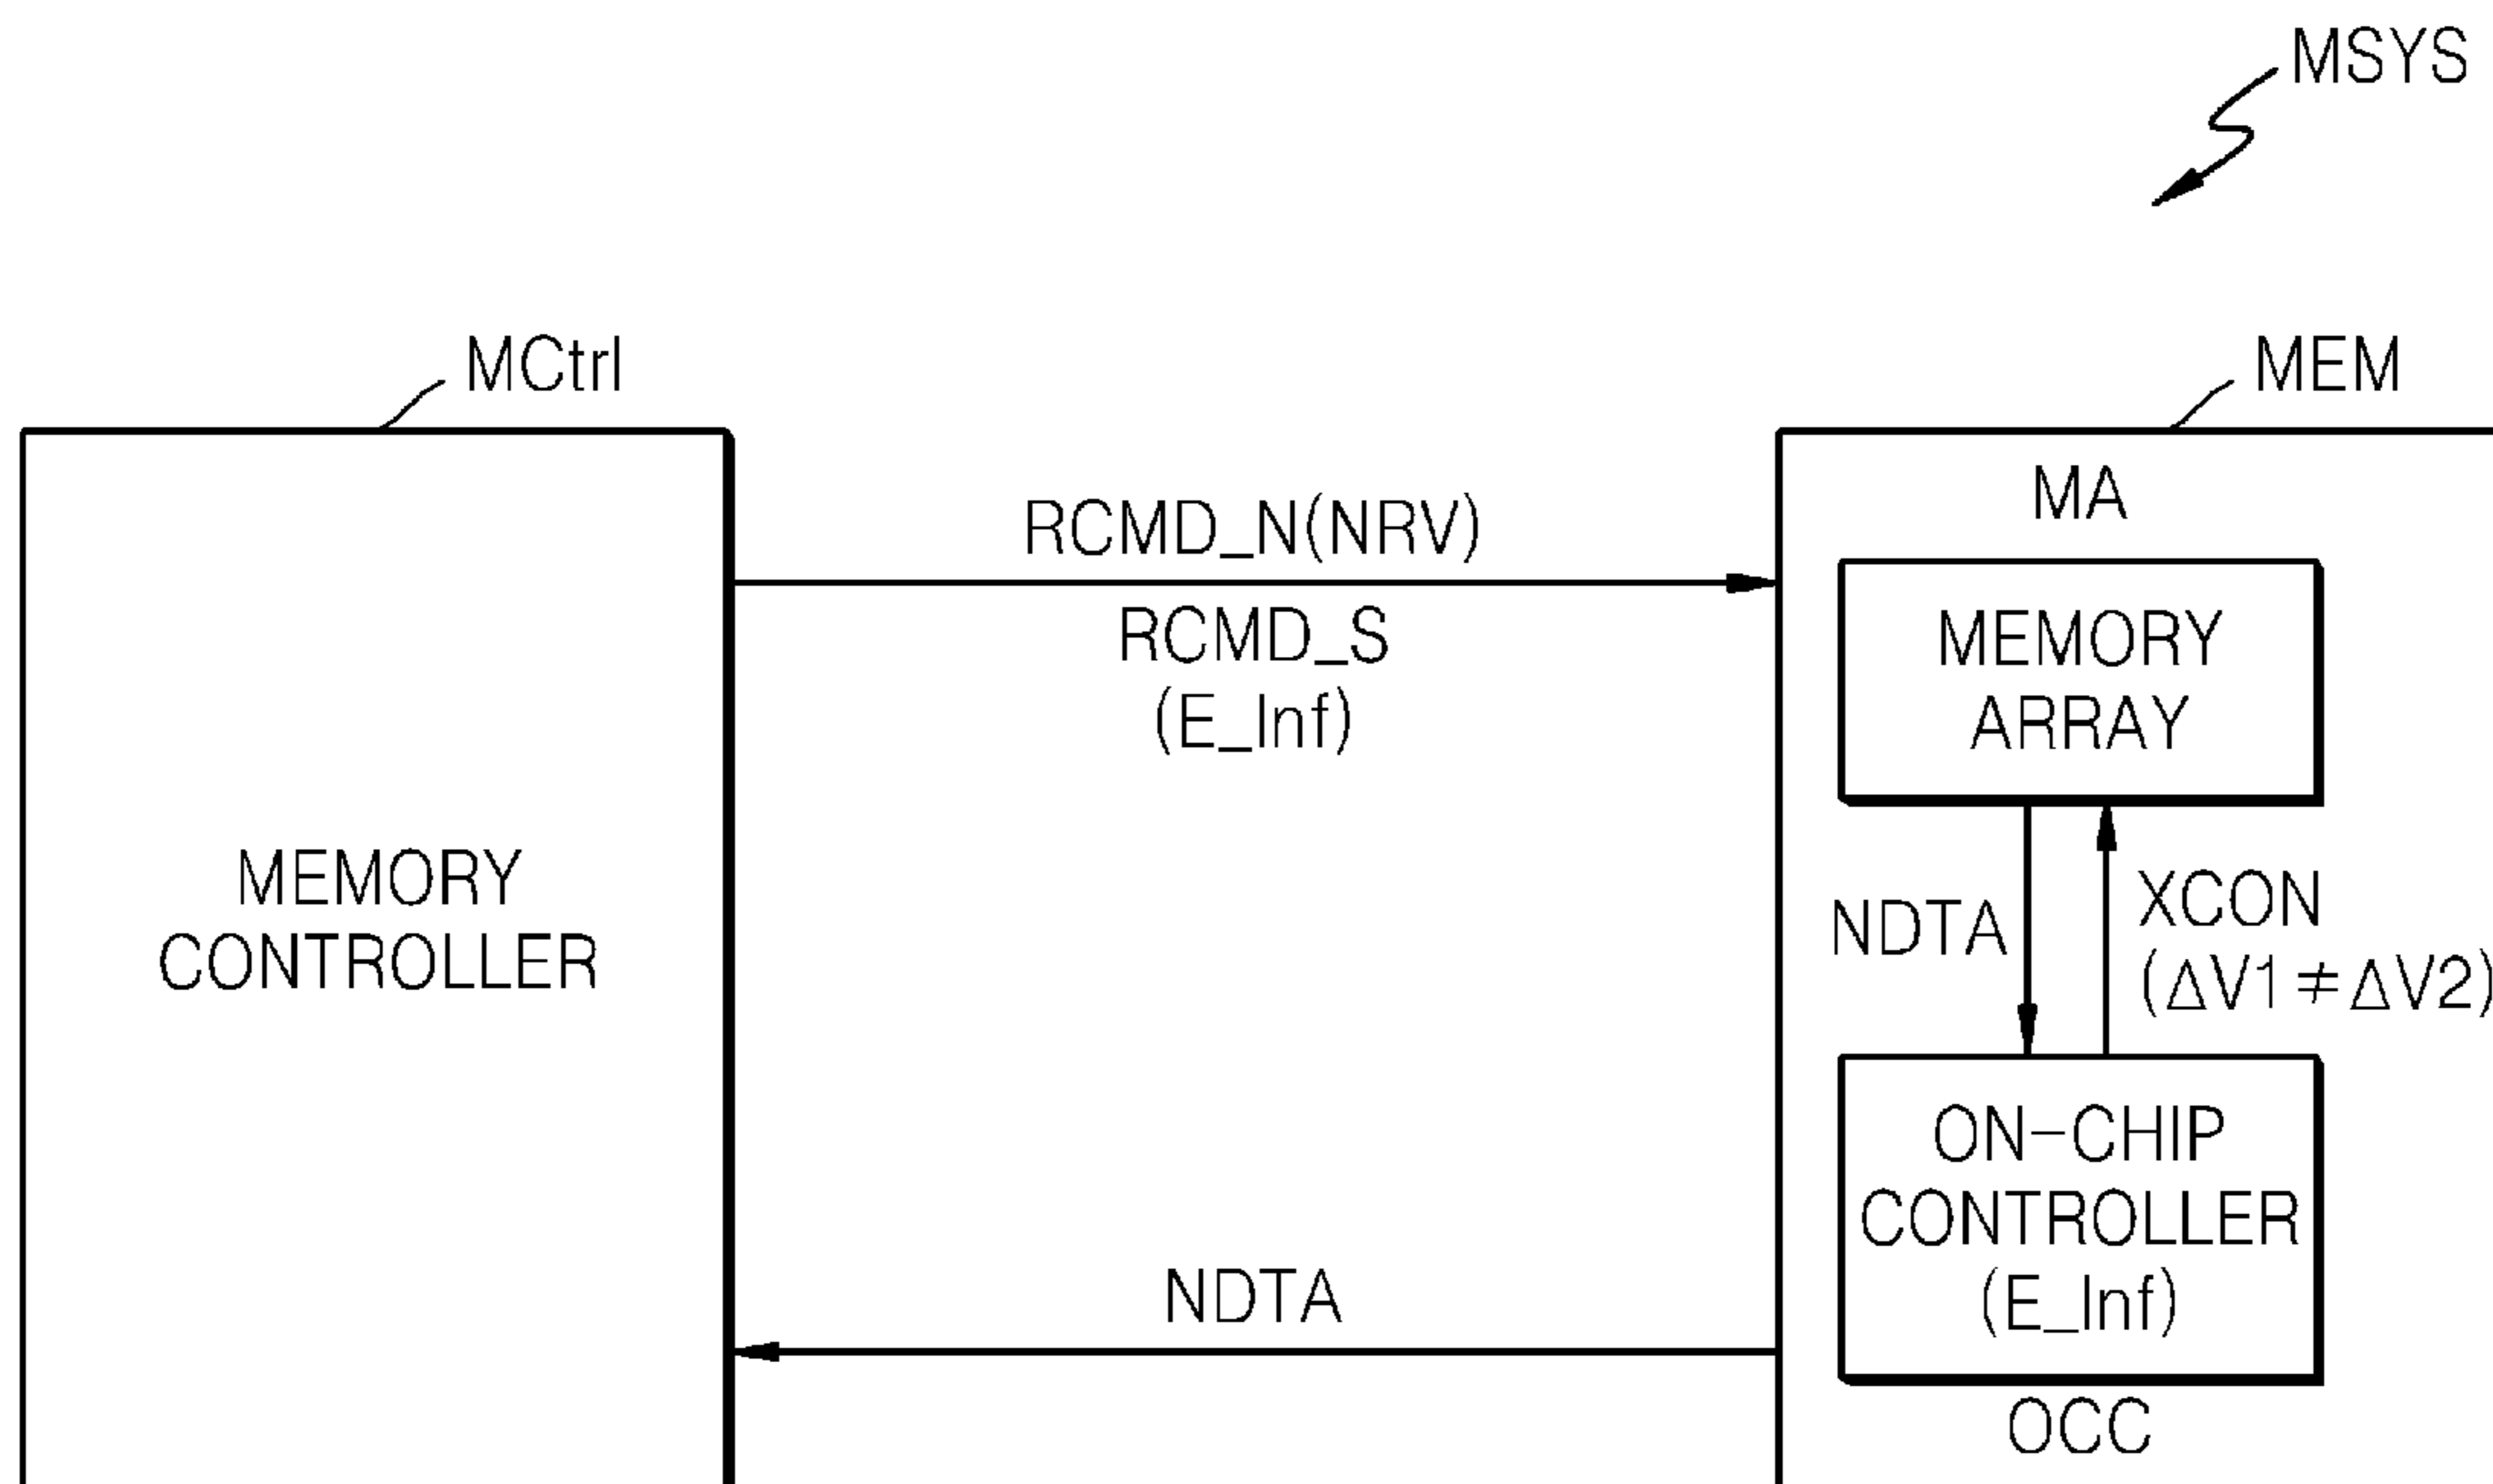 MSYS
MCtrl
MEM
MA
RCMD_N(NRV)
RCMD_S
(E_Inf)
MEMORY
ARRAY
MEMORY
CONTROLLER
NDTA
XCON
(ΔV1≠ΔV2)
ON-CHIP
CONTROLLER
(E_Inf)
NDTA
OCC